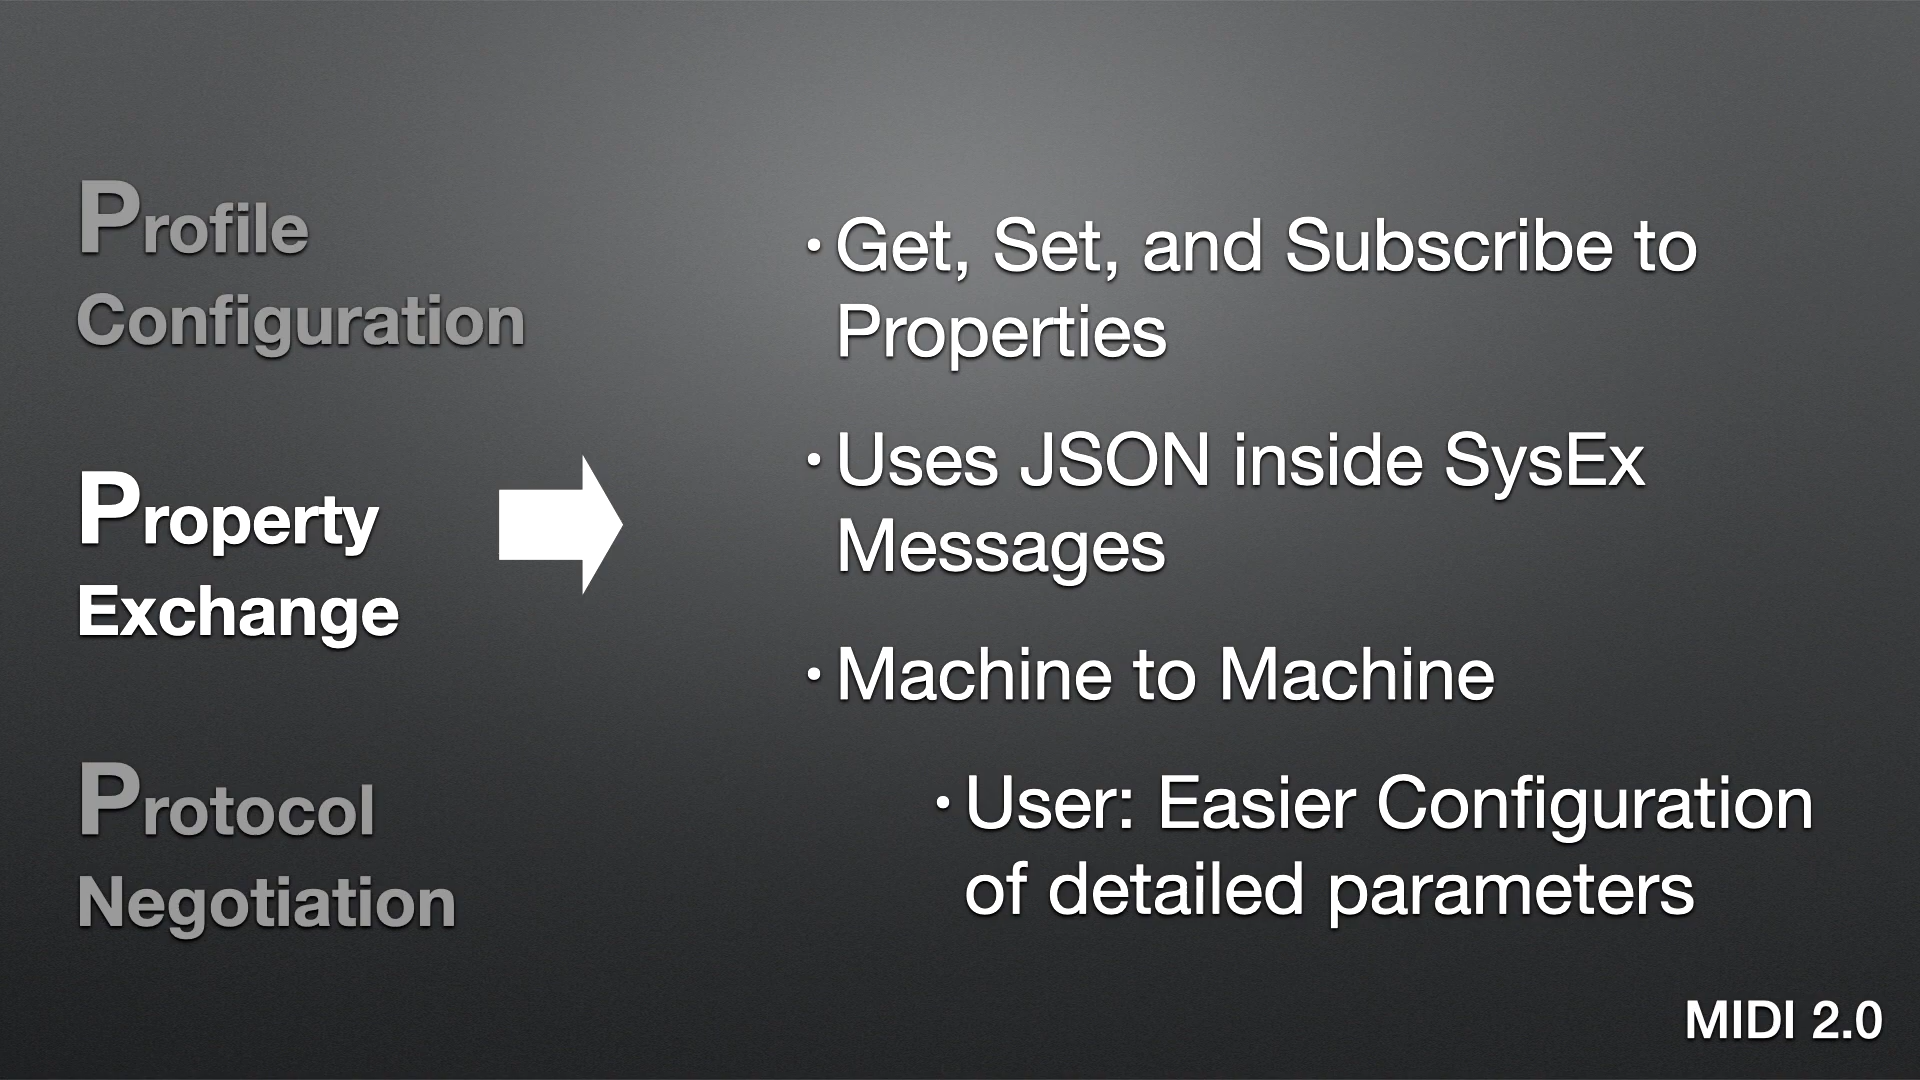 Profile
Configuration
Property
Exchange
Protocol
Negotiation
• Get, Set, and Subscribe to
Properties
• Uses JSON inside SysEx
Messages
• Machine to Machine
• User: Easier Configuration
of detailed parameters
MIDI 2.0